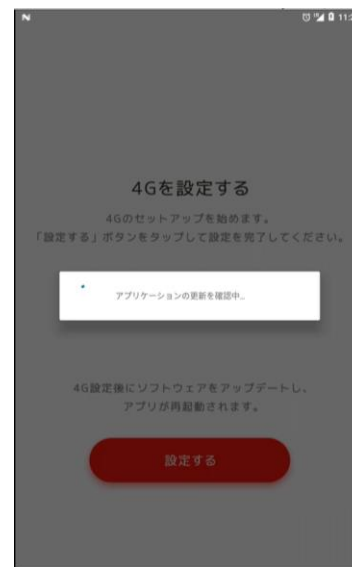 11:2
4Gを設定する
4Gのセットアップを始めます。
「設定する」ボタンをタップして設定を完了してください。
アプリケーションの更新を確認中…
4G設定後にソフトウェアをアップデートし、
アプリが再起動されます。
設定する